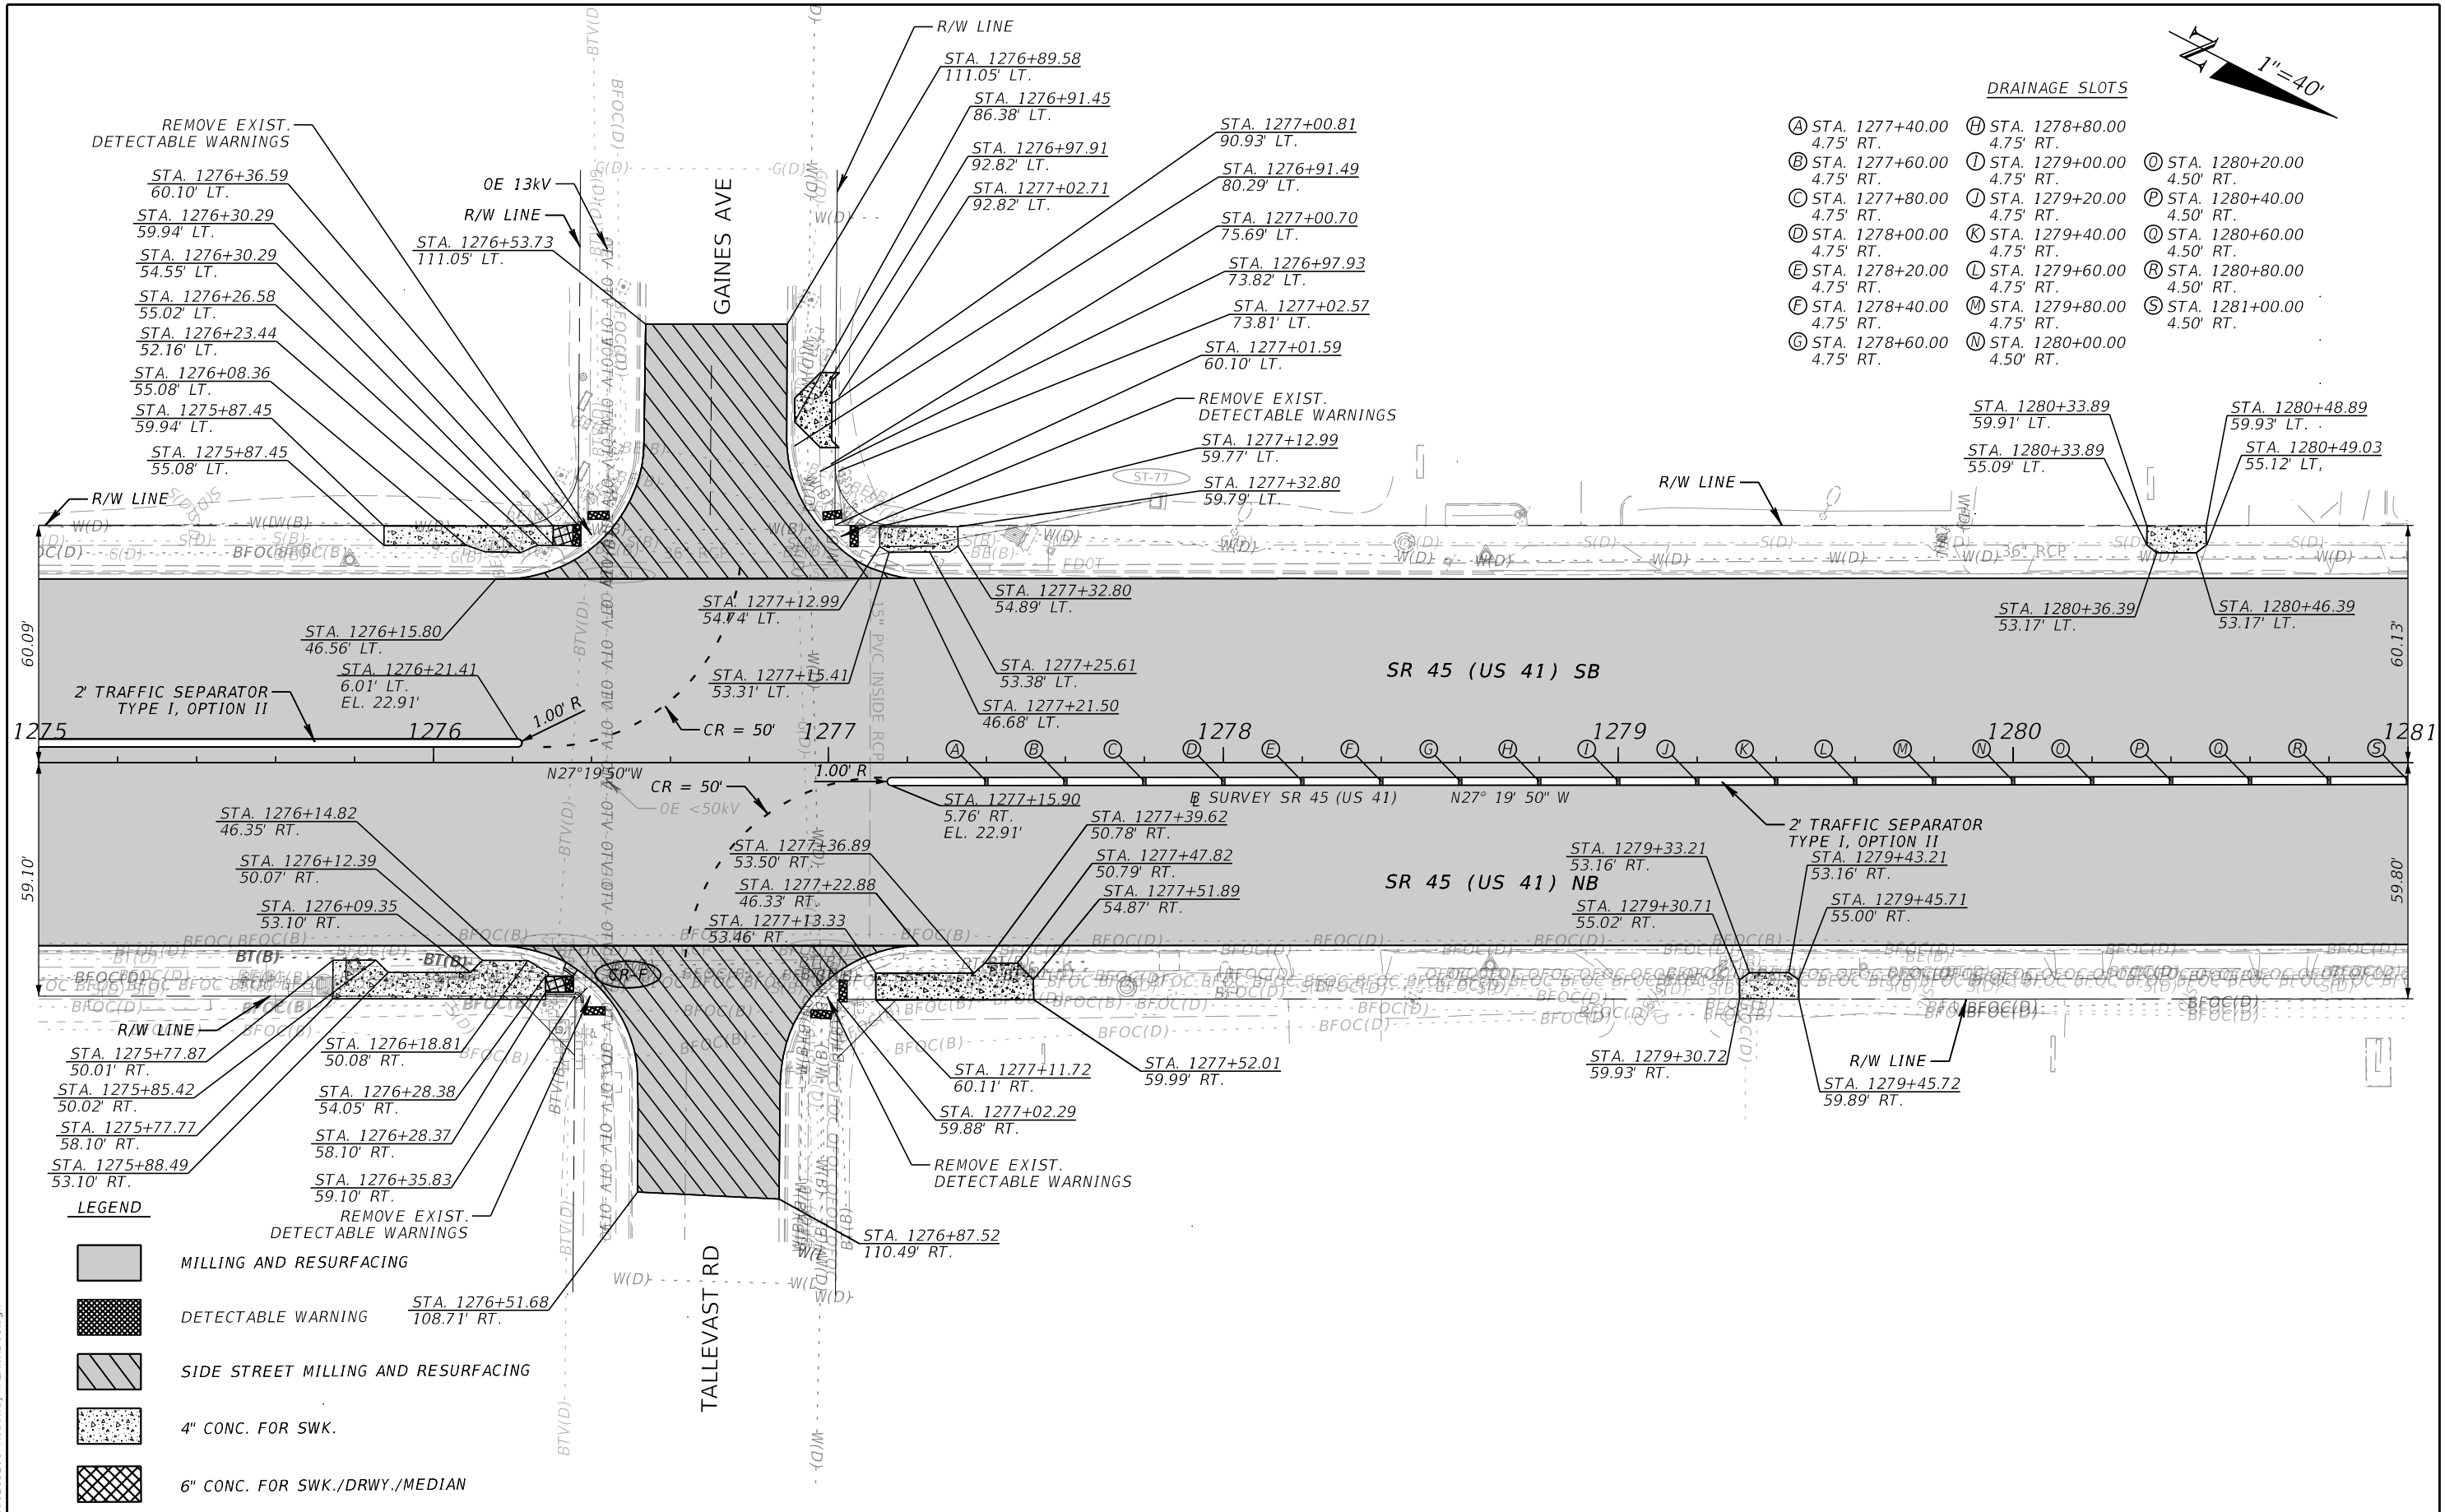 R/W LINE
STA. 1276+89.58
111.05' LT.
STA. 1276+91.45
86.38' LT.
STA. 1276+97.91
92.82' LT.
STA. 1277+02.71
92.82' LT.
STA. 1277+00.81
90.93' LT.
STA. 1276+91.49
80.29' LT.
STA. 1277+00.70
75.69' LT.
STA. 1276+97.93
73.82' LT.
STA. 1277+02.57
73.81' LT.
STA. 1277+01.59
60.10' LT.
REMOVE EXIST.
DETECTABLE WARNINGS
STA. 1277+12.99
59.77' LT.
STA. 1277+32.80
59.79' LT.
REMOVE EXIST.
DETECTABLE WARNINGS
STA. 1276+36.59
60.10' LT.
STA. 1276+30.29
59.94' LT.
STA. 1276+30.29
54.55' LT.
STA. 1276+26.58
55.02' LT.
STA. 1276+23.44
52.16' LT.
STA. 1276+08.36
55.08' LT.
STA. 1275+87.45
59.94' LT.
STA. 1275+87.45
55.08' LT.
R/W LINE
OE 13kV
R/W LINE
STA. 1276+53.73
111.05' LT.
GAINES AVE
N
1"=40'
DRAINAGE SLOTS
A STA. 1277+40.00
4.75' RT.
B STA. 1277+60.00
4.75' RT.
C STA. 1277+80.00
4.75' RT.
D STA. 1278+00.00
4.75' RT.
E STA. 1278+20.00
4.75' RT.
F STA. 1278+40.00
4.75' RT.
G STA. 1278+60.00
4.75' RT.
H STA. 1278+80.00
4.75' RT.
I STA. 1279+00.00
4.75' RT.
J STA. 1279+20.00
4.75' RT.
K STA. 1279+40.00
4.75' RT.
L STA. 1279+60.00
4.75' RT.
M STA. 1279+80.00
4.75' RT.
N STA. 1280+00.00
4.50' RT.
O STA. 1280+20.00
4.50' RT.
P STA. 1280+40.00
4.50' RT.
Q STA. 1280+60.00
4.50' RT.
R STA. 1280+80.00
4.50' RT.
S STA. 1281+00.00
4.50' RT.
STA. 1280+33.89
59.91' LT.
STA. 1280+33.89
55.09' LT.
STA. 1280+48.89
59.93' LT.
STA. 1280+49.03
55.12' LT.
R/W LINE
ST-77
36" RCP
36" RCP
FDOT
STA. 1280+36.39
53.17' LT.
STA. 1280+46.39
53.17' LT.
STA. 1277+12.99
54.74' LT.
STA. 1277+32.80
54.89' LT.
STA. 1277+15.41
53.31' LT.
STA. 1277+25.61
53.38' LT.
STA. 1277+21.50
46.68' LT.
15" PVC INSIDE RCP
STA. 1276+15.80
46.56' LT.
STA. 1276+21.41
6.01' LT.
EL. 22.91'
2' TRAFFIC SEPARATOR
TYPE I, OPTION II
60.09'
60.13'
SR 45 (US 41) SB
1.00' R
CR = 50'
1275
1276
1277
1278
1279
1280
1281
A B C D E F G H I J K L M N O P Q R S
N27°19'50"W
1.00' R
CR = 50'
OE <50kV
STA. 1277+15.90
5.76' RT.
EL. 22.91'
SURVEY SR 45 (US 41)
N27° 19' 50" W
2' TRAFFIC SEPARATOR
TYPE I, OPTION II
59.10'
59.80'
SR 45 (US 41) NB
STA. 1276+14.82
46.35' RT.
STA. 1276+12.39
50.07' RT.
STA. 1276+09.35
53.10' RT.
STA. 1277+39.62
50.78' RT.
STA. 1277+36.89
53.50' RT.
STA. 1277+47.82
50.79' RT.
STA. 1277+22.88
46.33' RT.
STA. 1277+51.89
54.87' RT.
STA. 1277+13.33
53.46' RT.
STA. 1279+33.21
53.16' RT.
STA. 1279+43.21
53.16' RT.
STA. 1279+30.71
55.02' RT.
STA. 1279+45.71
55.00' RT.
CR-F
R/W LINE
STA. 1275+77.87
50.01' RT.
STA. 1275+85.42
50.02' RT.
STA. 1275+77.77
58.10' RT.
STA. 1275+88.49
53.10' RT.
STA. 1276+18.81
50.08' RT.
STA. 1276+28.38
54.05' RT.
STA. 1276+28.37
58.10' RT.
STA. 1276+35.83
59.10' RT.
REMOVE EXIST.
DETECTABLE WARNINGS
STA. 1277+11.72
60.11' RT.
STA. 1277+52.01
59.99' RT.
STA. 1277+02.29
59.88' RT.
REMOVE EXIST.
DETECTABLE WARNINGS
STA. 1276+87.52
110.49' RT.
STA. 1276+51.68
108.71' RT.
TALLEVAST RD
STA. 1279+30.72
59.93' RT.
R/W LINE
STA. 1279+45.72
59.89' RT.
LEGEND
MILLING AND RESURFACING
DETECTABLE WARNING
SIDE STREET MILLING AND RESURFACING
4" CONC. FOR SWK.
6" CONC. FOR SWK./DRWY./MEDIAN